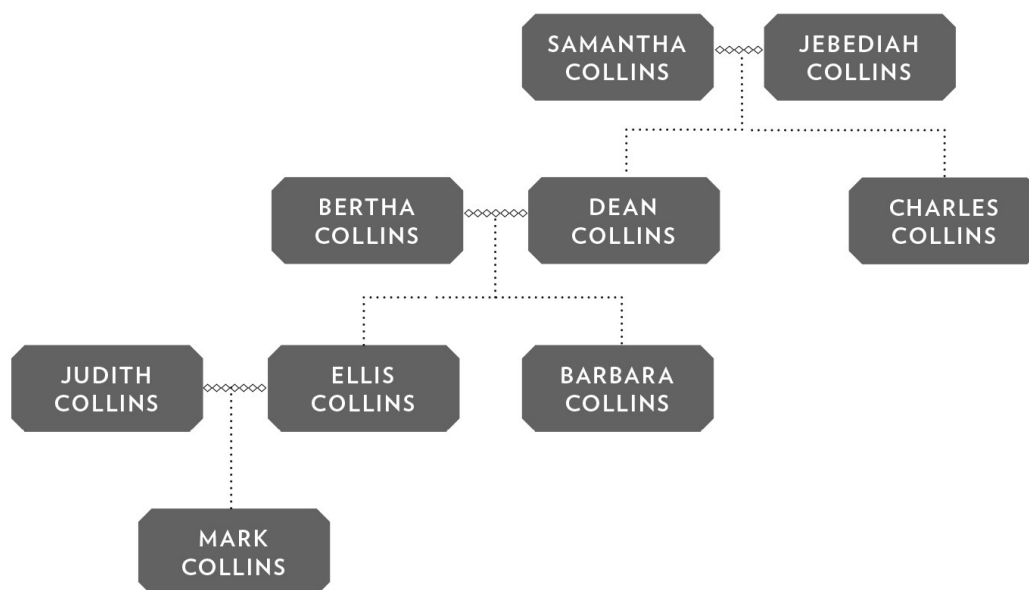 SAMANTHA
COLLINS
JEBEDIAH
COLLINS
BERTHA
COLLINS
DEAN
COLLINS
CHARLES
COLLINS
JUDITH
COLLINS
ELLIS
COLLINS
BARBARA
COLLINS
MARK
COLLINS